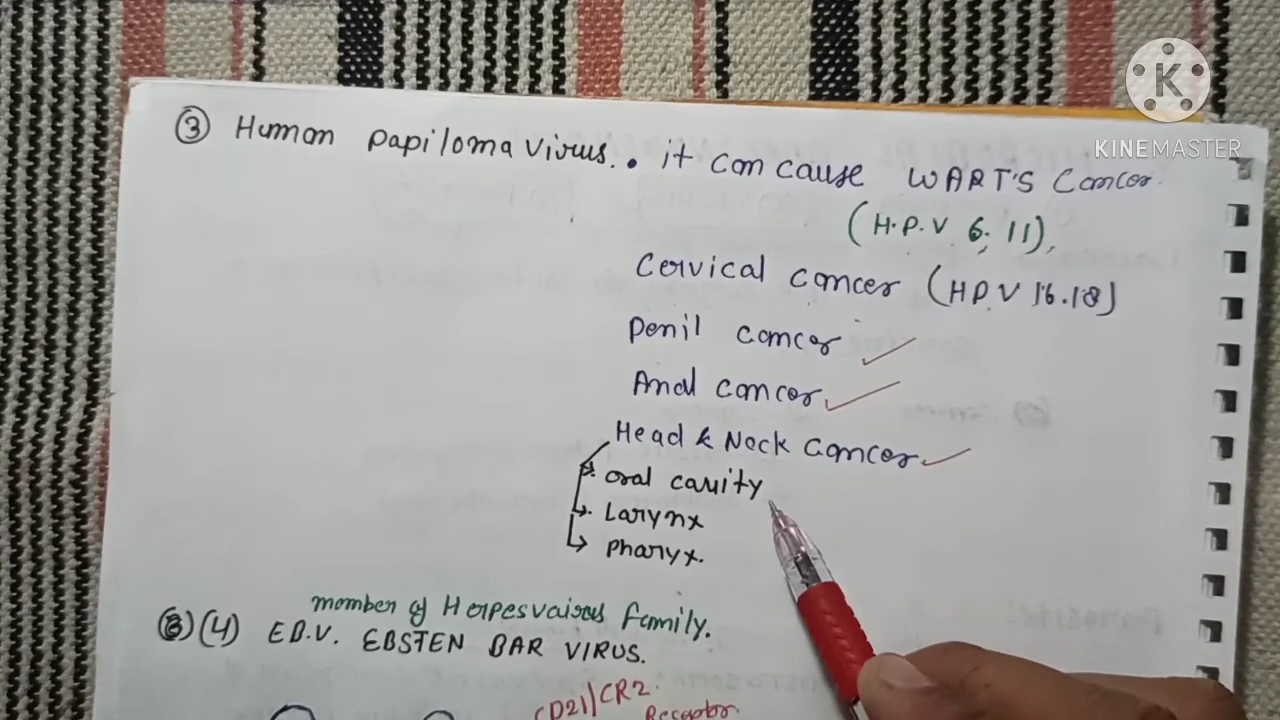 K
KINEMASTER
③ Human papiloma virus. • it can cause WART'S Cancer.
(H.P.V 6, 11),
Cervical cancer (HPV 16.18)
Penil cancer
Anal cancer
Head & Neck Cancer
oral cavity
Larynx
Pharyx.
member of Herpesvairus Family.
(4) EB.V. EBSTEN BAR VIRUS.
CD21/CR2.
Receptor.